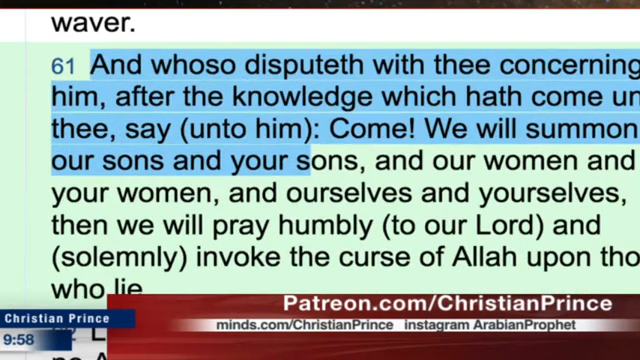 waver.
61 And whoso disputeth with thee concerning
him, after the knowledge which hath come un
thee, say (unto him): Come! We will summon
our sons and your sons, and our women and
your women, and ourselves and yourselves,
then we will pray humbly (to our Lord) and
(solemnly) invoke the curse of Allah upon tho
who lie
Patreon.com/ChristianPrince
Christian Prince
minds.com/ChristianPrince instagram ArabianProphet
9:58